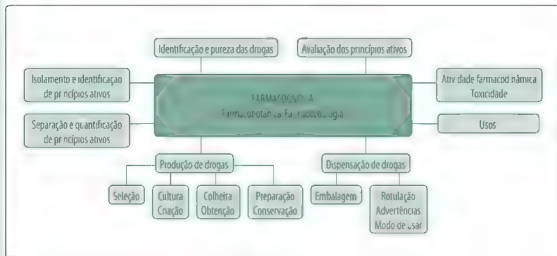 Identificação e pureza das drogas
Avaliação dos princípios ativos
Isolamento e identificação
de princípios ativos
Atividade farmacodinâmica
Toxicidade
FARMACOGNOSIA
Separação e quantificação
de princípios ativos
Usos
Produção de drogas
Dispensação de drogas
Seleção
Cultura
Criação
Colheira
Obtenção
Preparação
Conservação
Embalagem
Rotulação
Advertências
Modo de usar